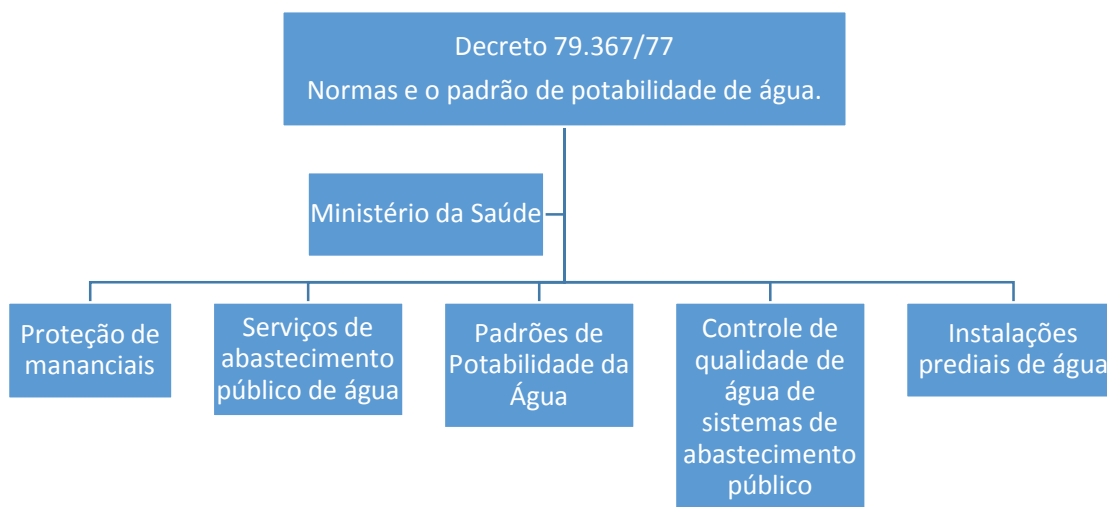 Decreto 79.367/77
Normas e o padrão de potabilidade de água.
Ministério da Saúde
Proteção de
mananciais
Serviços de
abastecimento
público de água
Padrões de
Potabilidade da
Água
Controle de
qualidade de
água de
sistemas de
abastecimento
público
Instalações
prediais de água